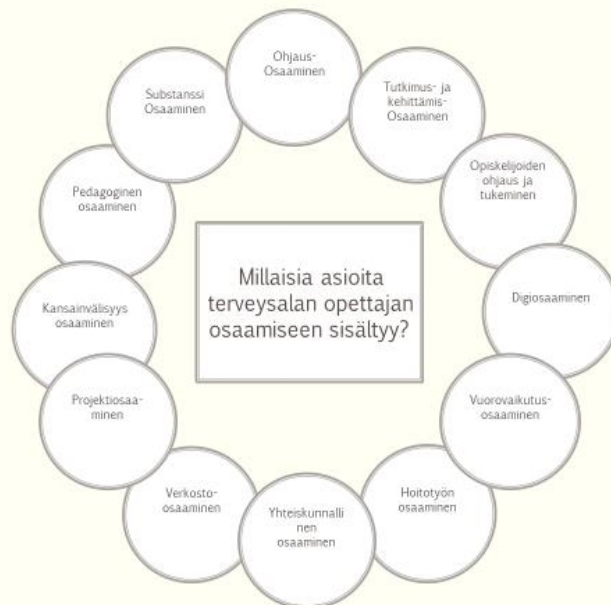 Ohjaus-
Osaaminen
Tutkimus- ja
kehittämis-
Osaaminen
Opiskelijoiden
ohjaus ja
tukeminen
Digiosaaminen
Vuorovaikutus-
osaaminen
Hoitotyön
osaaminen
Yhteiskunnalli
nen
osaaminen
Verkosto-
osaaminen
Projektiosaa-
minen
Kansainvälisyys
osaaminen
Pedagoginen
osaaminen
Substanssi
Osaaminen
Millaisia asioita
terveysalan opettajan
osaamiseen sisältyy?